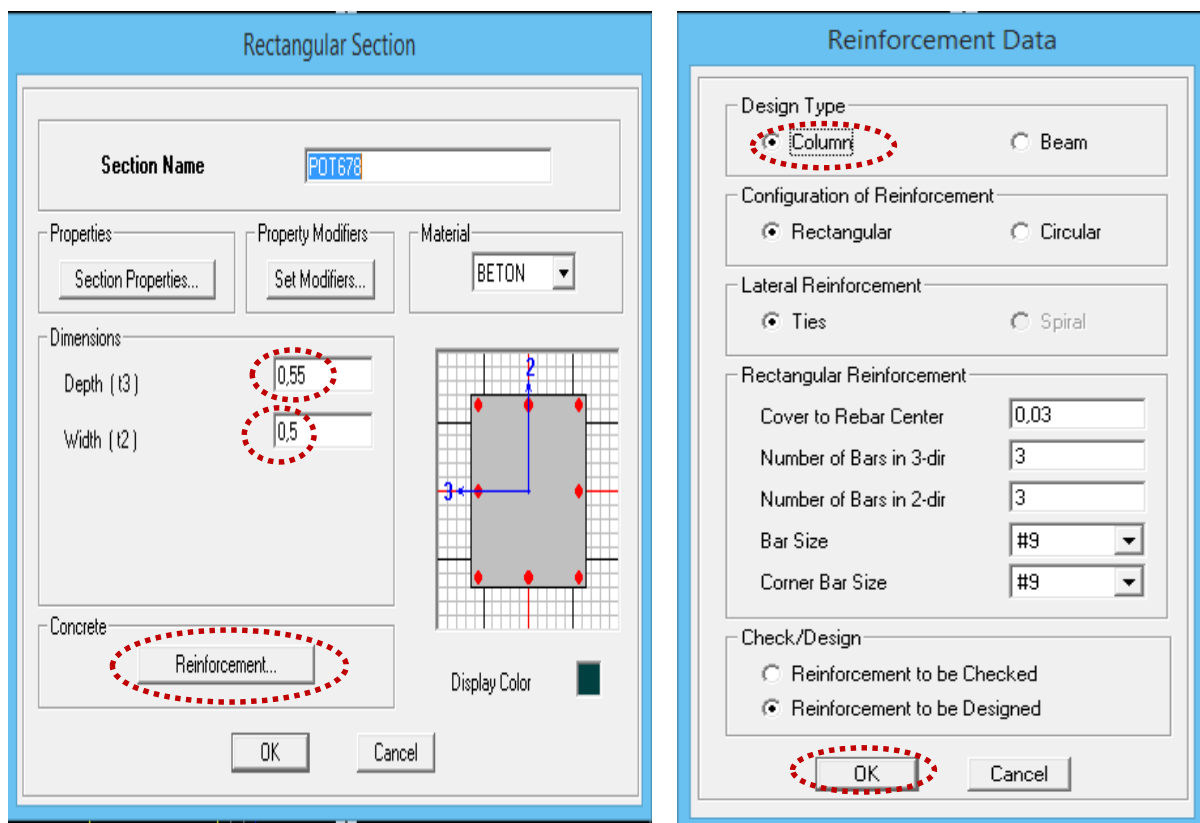 Rectangular Section
Section Name
POT678
Properties
Section Properties...
Property Modifiers
Set Modifiers...
Material
BETON
Dimensions
Depth ( t3 )
0,55
Width ( t2 )
0,5
2
3
Concrete
Reinforcement...
Display Color
OK
Cancel
Reinforcement Data
Design Type
Column
Beam
Configuration of Reinforcement
Rectangular
Circular
Lateral Reinforcement
Ties
Spiral
Rectangular Reinforcement
Cover to Rebar Center
0,03
Number of Bars in 3-dir
3
Number of Bars in 2-dir
3
Bar Size
#9
Corner Bar Size
#9
Check/Design
Reinforcement to be Checked
Reinforcement to be Designed
OK
Cancel